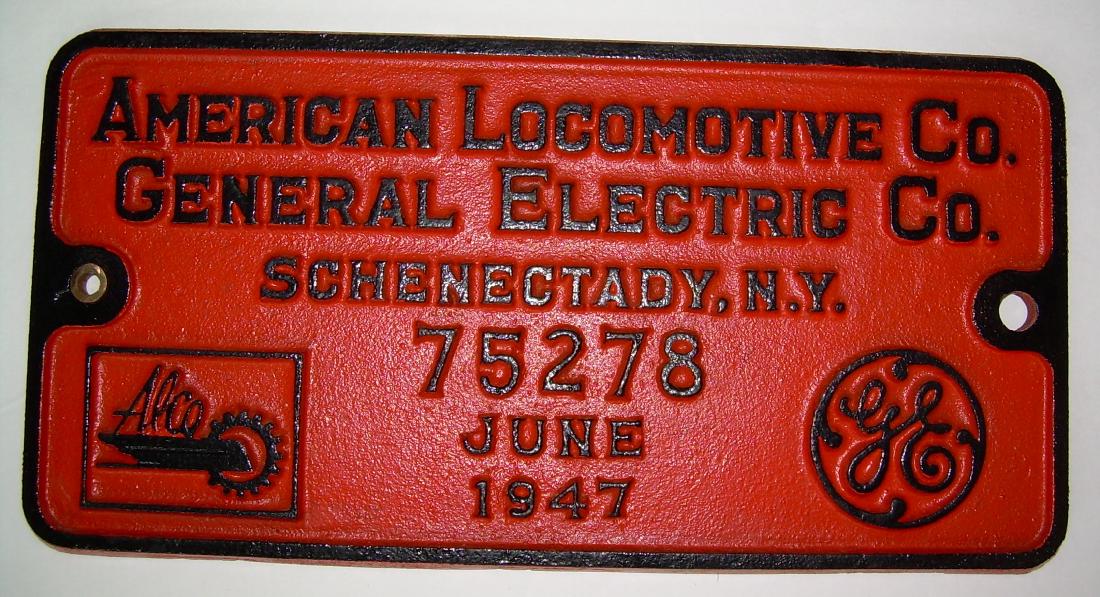 AMERICAN LOCOMOTIVE CO.
GENERAL ELECTRIC CO.
SCHENECTADY, N.Y.
75278
JUNE
1947
Alco
GE